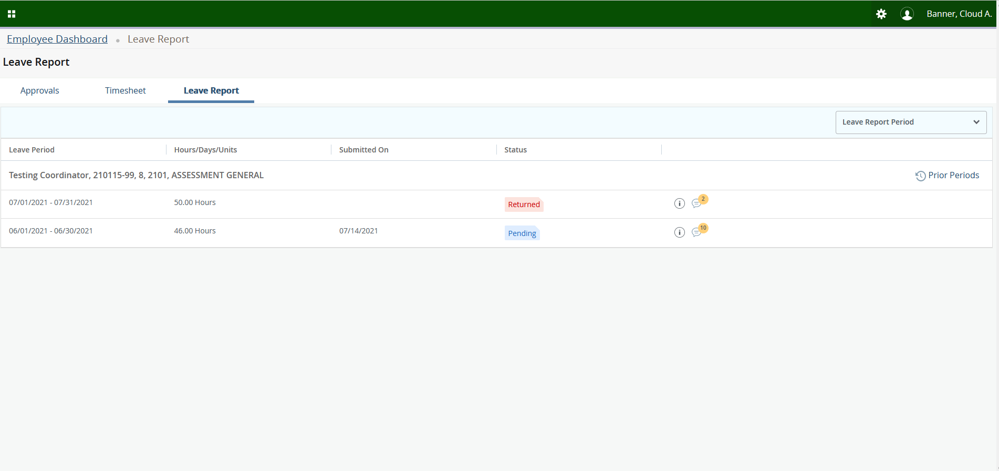 Banner, Cloud A.
Employee Dashboard • Leave Report
Leave Report
Approvals Timesheet Leave Report
Leave Report Period
Leave Period Hours/Days/Units Submitted On Status
Testing Coordinator, 210115-99, 8, 2101, ASSESSMENT GENERAL Prior Periods
07/01/2021 - 07/31/2021 50.00 Hours Returned 2
06/01/2021 - 06/30/2021 46.00 Hours 07/14/2021 Pending 10